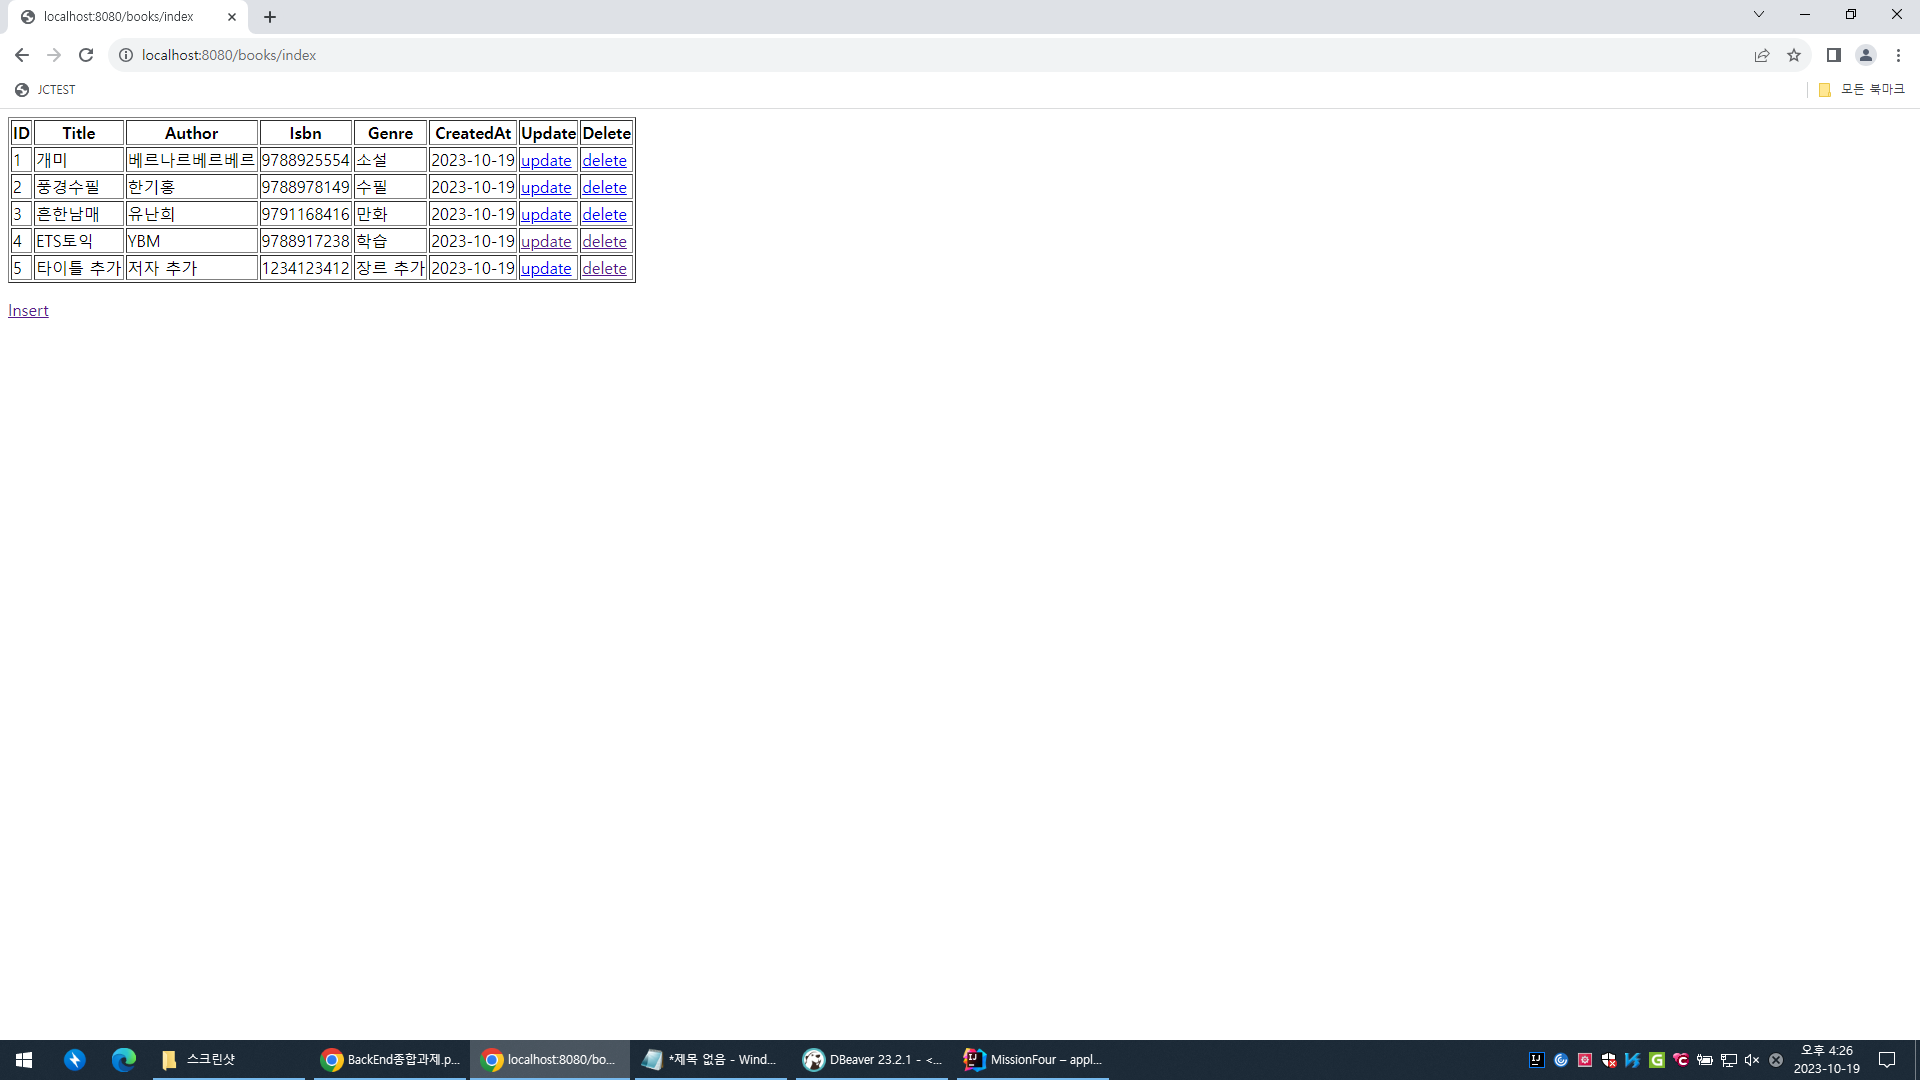 localhost:8080/books/index
localhost:8080/books/index
JCTEST
모든 북마크
ID Title Author Isbn Genre CreatedAt Update Delete
1 개미 베르나르베르베르 9788925554 소설 2023-10-19 update delete
2 풍경수필 한기홍 9788978149 수필 2023-10-19 update delete
3 흔한남매 유난희 9791168416 만화 2023-10-19 update delete
4 ETS토익 YBM 9788917238 학습 2023-10-19 update delete
5 타이틀 추가 저자 추가 1234123412 장르 추가 2023-10-19 update delete
Insert
스크린샷
BackEnd종합과제.p...
localhost:8080/bo...
*제목 없음 - Wind...
DBeaver 23.2.1 - <...
MissionFour – appl...
오후 4:26
2023-10-19